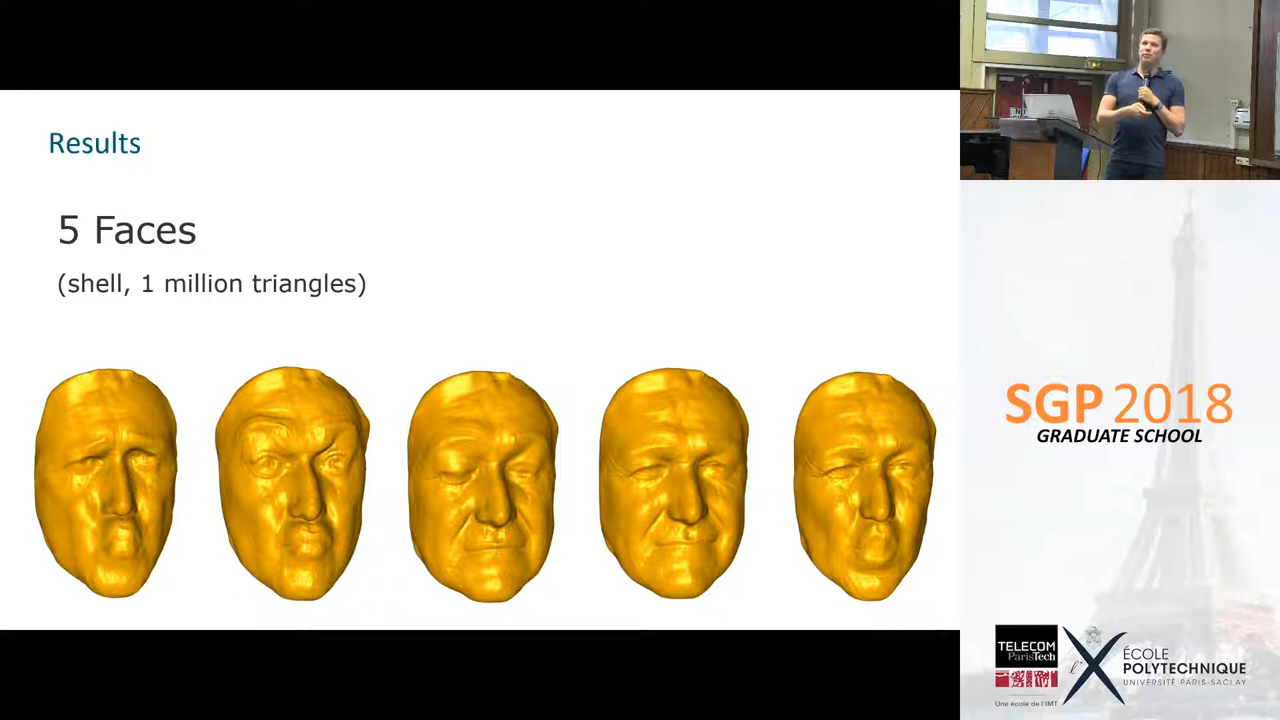 Results
5 Faces
(shell, 1 million triangles)
SGP 2018
GRADUATE SCHOOL
TELECOM
ParisTech
Une école de l'IMT
ÉCOLE
POLYTECHNIQUE
UNIVERSITÉ PARIS-SACLAY